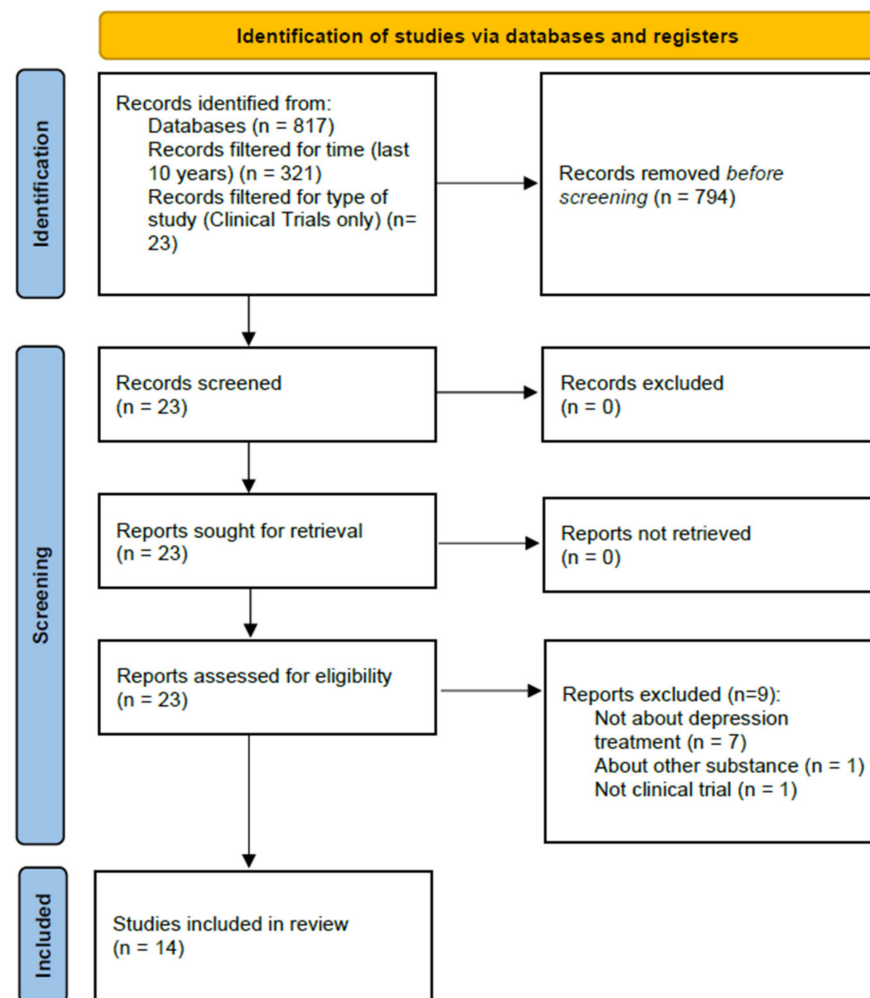 Identification of studies via databases and registers
Identification
Records identified from:
Databases (n = 817)
Records filtered for time (last
10 years) (n = 321)
Records filtered for type of
study (Clinical Trials only) (n=
23)
Records removed before
screening (n = 794)
Screening
Records screened
(n = 23)
Records excluded
(n = 0)
Reports sought for retrieval
(n = 23)
Reports not retrieved
(n = 0)
Reports assessed for eligibility
(n = 23)
Reports excluded (n=9):
Not about depression
treatment (n = 7)
About other substance (n = 1)
Not clinical trial (n = 1)
Included
Studies included in review
(n = 14)